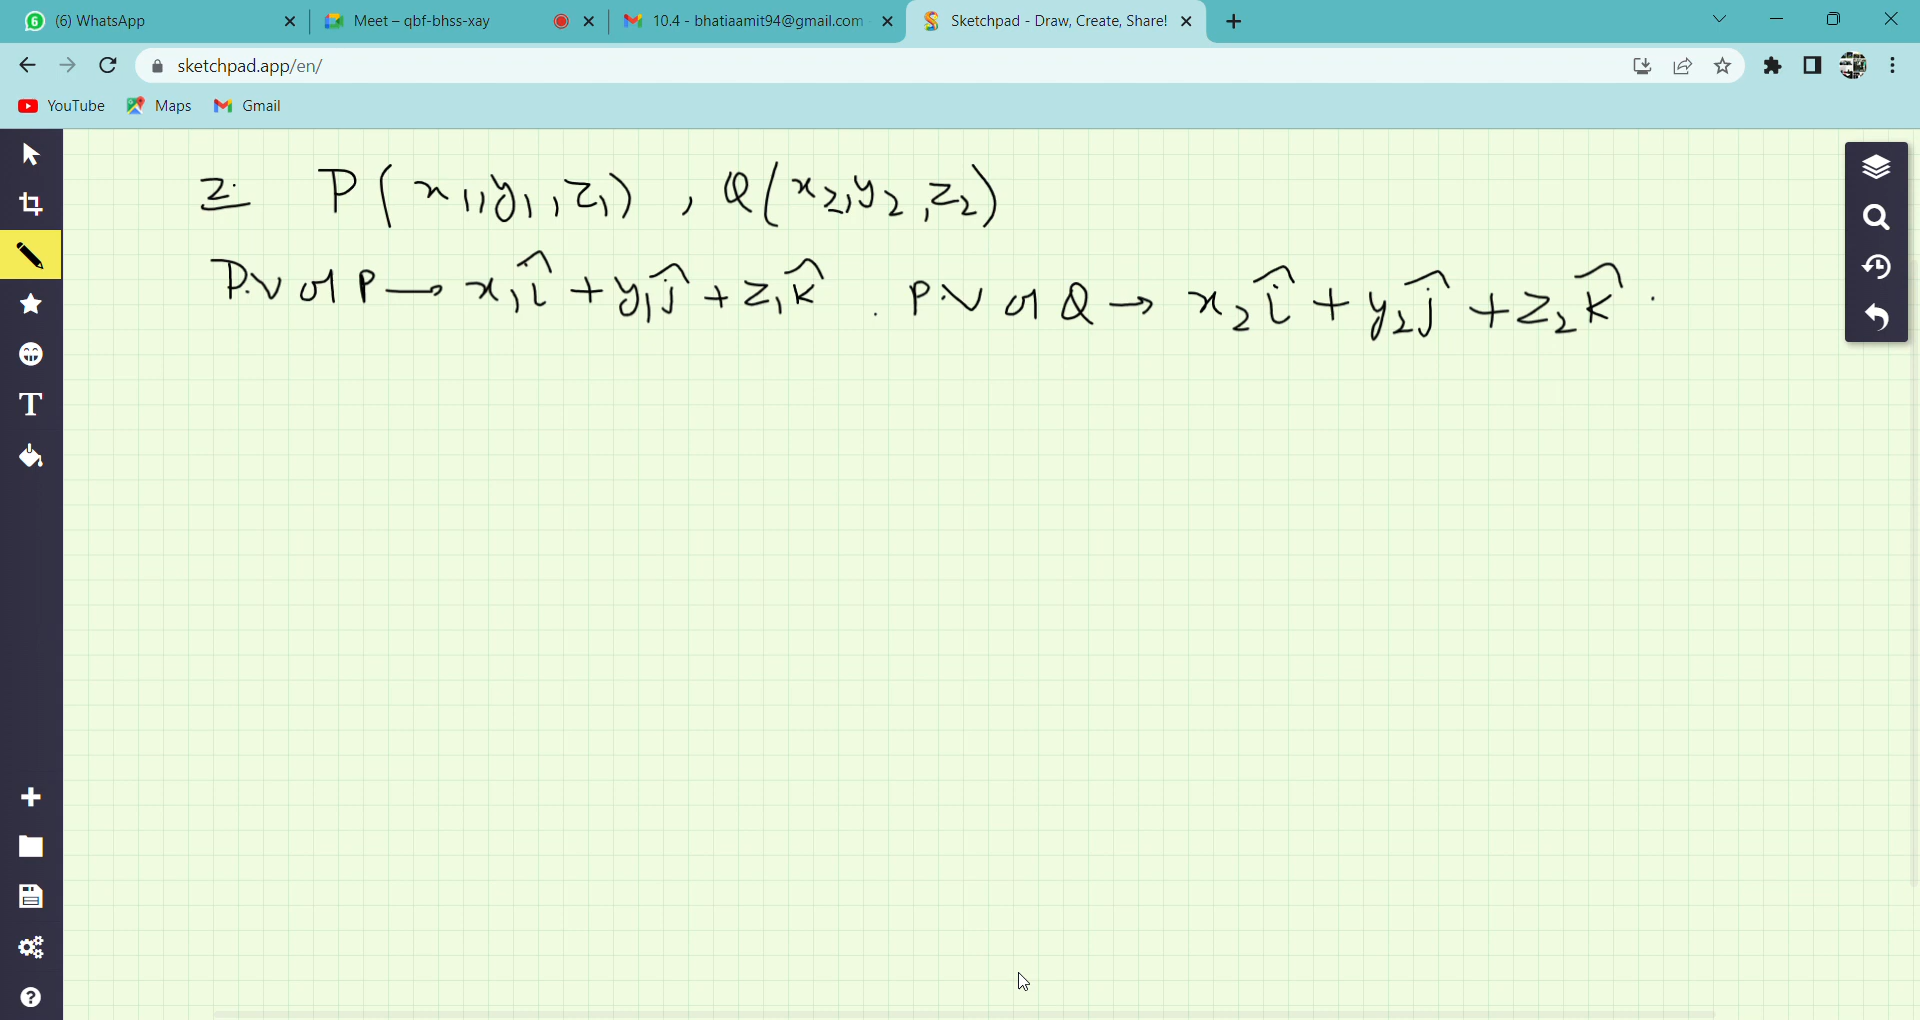 (6) WhatsApp
Meet – qbf-bhss-xay
10.4 - bhatiaamit94@gmail.com
Sketchpad - Draw, Create, Share!
sketchpad.app/en/
YouTube
Maps
Gmail
2. P(x₁,y₁,z₁), Q(x₂,y₂,z₂)
P.V of P → x₁î + y₁ĵ + z₁k̂. P.V of Q → x₂î + y₂ĵ + z₂k̂.
T